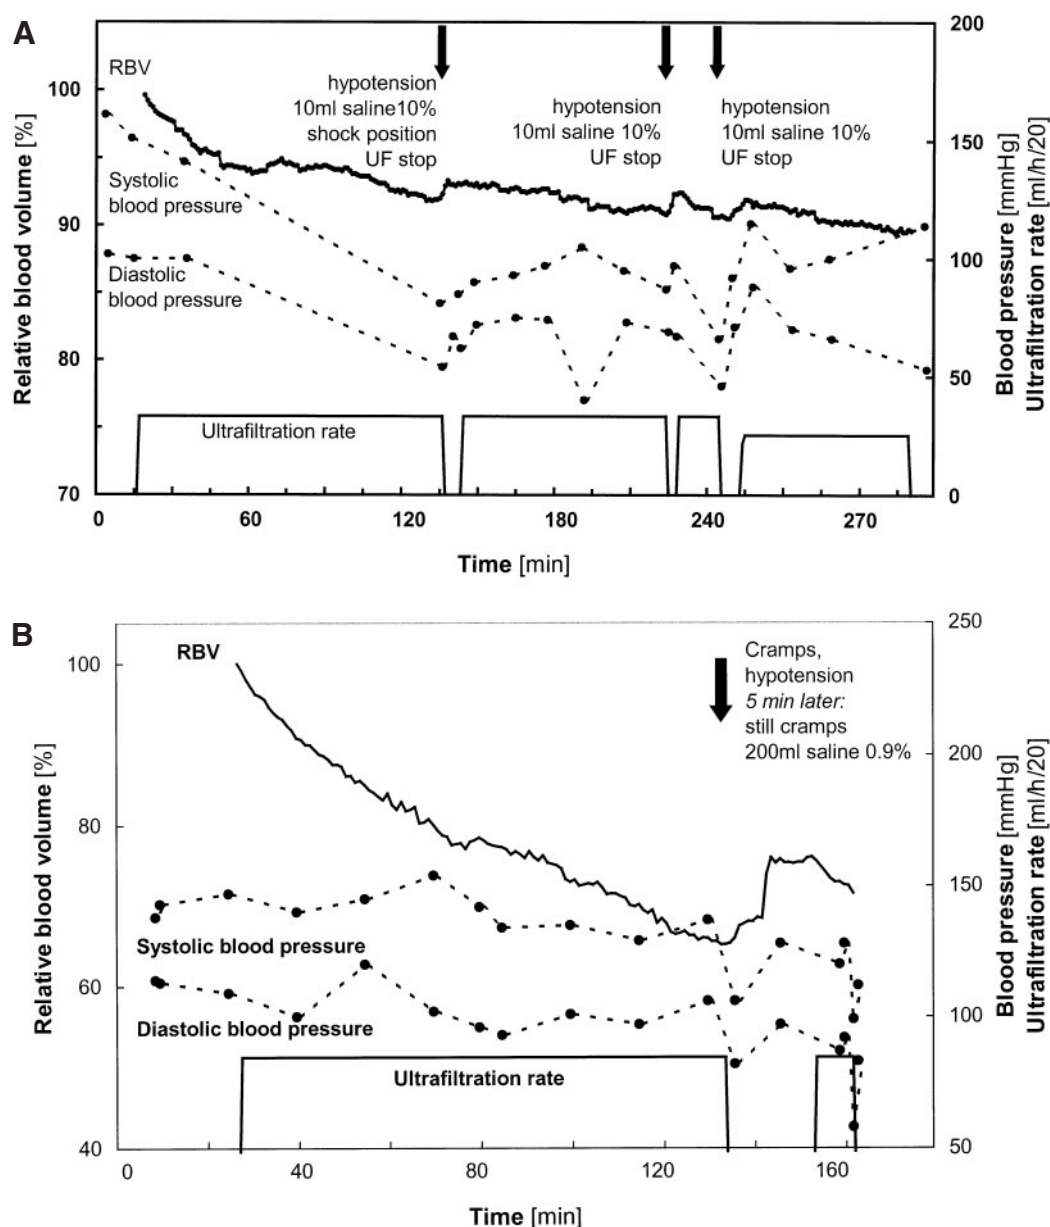 A
RBV
hypotension
10ml saline10%
shock position
UF stop
hypotension
10ml saline 10%
UF stop
hypotension
10ml saline 10%
UF stop
Systolic
blood pressure
Diastolic
blood pressure
Ultrafiltration rate
Relative blood volume [%]
100
90
80
70
200
150
100
50
0
Blood pressure [mmHg]
Ultrafiltration rate [ml/h/20]
0 60 120 180 240 270
Time [min]
B
RBV
Cramps,
hypotension
5 min later:
still cramps
200ml saline 0.9%
Systolic blood pressure
Diastolic blood pressure
Ultrafiltration rate
Relative blood volume [%]
100
80
60
40
250
200
150
100
50
Blood pressure [mmHg]
Ultrafiltration rate [ml/h/20]
0 40 80 120 160
Time [min]